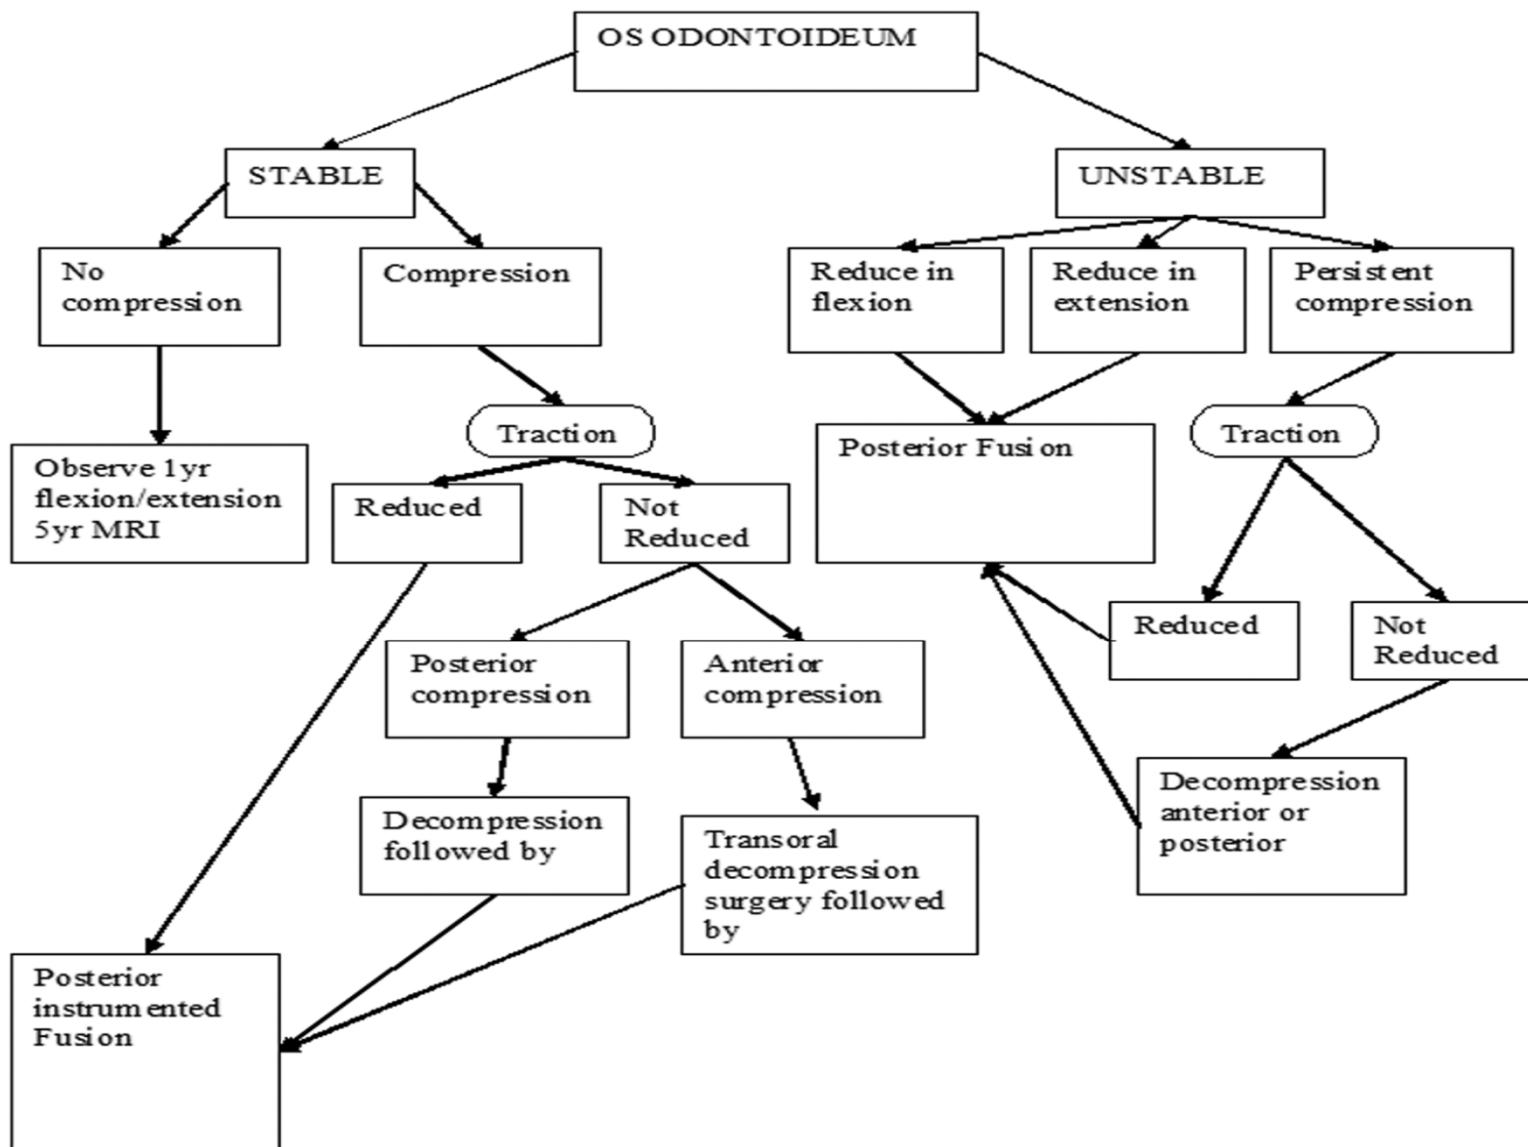 OS ODONTOIDEUM
STABLE
UNSTABLE
No
compression
Compression
Reduce in
flexion
Reduce in
extension
Persistent
compression
Traction
Traction
Observe 1yr
flexion/extension
5yr MRI
Reduced
Not
Reduced
Posterior Fusion
Reduced
Not
Reduced
Posterior
compression
Anterior
compression
Decompression
followed by
Transoral
decompression
surgery followed
by
Decompression
anterior or
posterior
Posterior
instrumented
Fusion